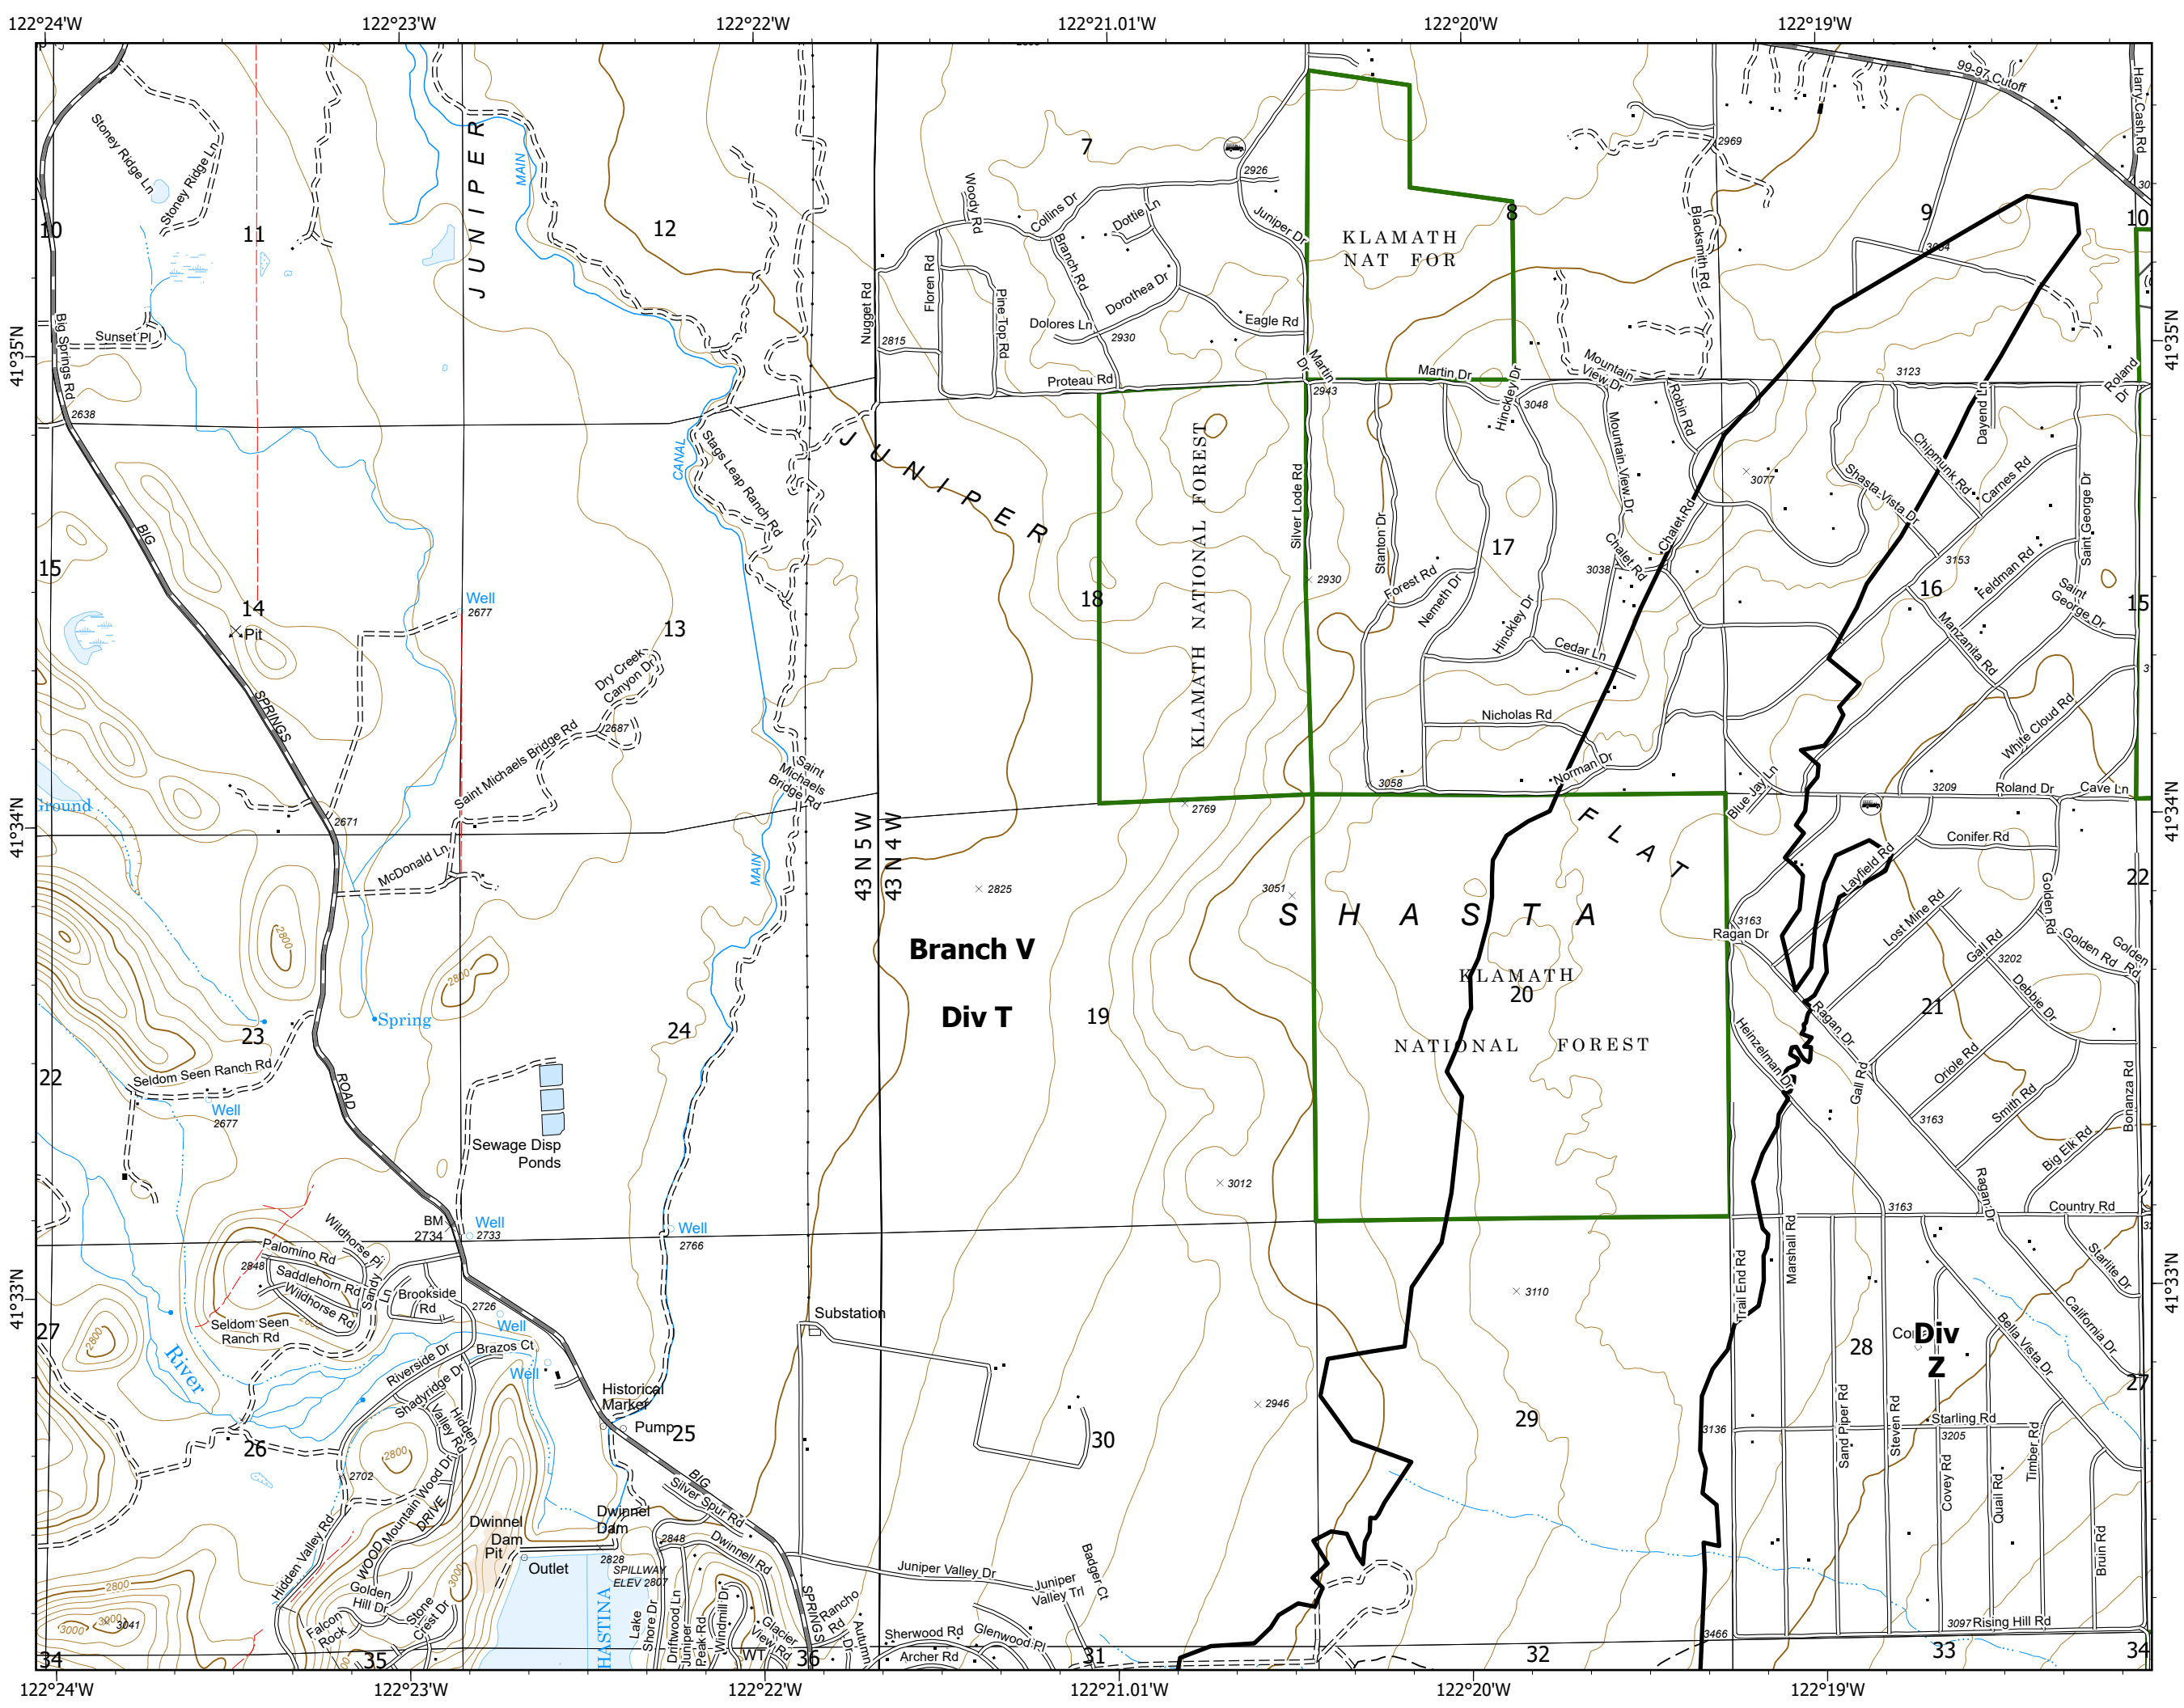 122°24'W
122°23'W
122°22'W
122°21.01'W
122°20'W
122°19'W
99-97 Cutoff
Harry Cash Rd
Stoney Ridge Ln
Stoney Ridge Ln
JUNIPER
MAIN
7
2926
2969
Woody Rd
Collins Dr
Dottie Ln
Juniper Dr
8
9
10
10
11
12
KLAMATH
NAT FOR
Blacksmith Rd
Branch Rd
Dorothea Dr
Floren Rd
Pine Top Rd
Nugget Rd
Dolores Ln
2930
Eagle Rd
2815
Sunset Pl
Big Springs Rd
41°35'N
41°35'N
Proteau Rd
Martin
Dr
Martin Dr
Hinckley Dr
Mountain
View Dr
3123
Roland
Dr
2638
2943
3048
Robin Rd
Dayend Ln
JUNIPER
CANAL
Stags Leap Ranch Rd
KLAMATH NATIONAL FOREST
Silver Lode Rd
Stanton Dr
Mountain View Dr
Chalet Rd
3077
Chipmunk Rd
Shasta Vista Dr
Carnes Rd
Saint George Dr
BIG
15
14
13
18
17
16
15
Well
2677
Pit
2930
Forest Rd
Nemeth Dr
Hinckley Dr
Chalet Rd
3038
3153
Feldman Rd
Saint
George Dr
Manzanita Rd
Cedar Ln
Dry Creek
Canyon Dr
2687
SPRINGS
Saint Michaels Bridge Rd
Saint
Michaels
Bridge Rd
Nicholas Rd
Norman Dr
White Cloud Rd
Blue Jay Ln
3058
3209
Roland Dr
Cave Ln
2769
41°34'N
41°34'N
2671
43 N 5 W
43 N 4 W
FLAT
Conifer Rd
McDonald Ln
MAIN
2825
3051
SHASTA
Layfield Rd
22
2800
2800
Branch V
Div T
KLAMATH
20
NATIONAL FOREST
3163
Ragan Dr
Lost Mine Rd
Gall Rd
3202
Golden Rd
Golden Rd
Golden
Rd
Debbie Dr
Spring
23
24
19
21
Ragan Dr
Heinzelman Dr
Gall Rd
Oriole Rd
Smith Rd
Bonanza Rd
22
Seldom Seen Ranch Rd
ROAD
Well
2677
Sewage Disp
Ponds
3163
Big Elk Rd
3012
Ragan Dr
BM
2734
Well
2733
Well
2766
3163
Country Rd
Wildhorse Pl
Palomino Rd
2848
Saddlehorn Rd
Wildhorse Rd
Sandy
Ln
Brookside
Rd
Marshall Rd
Trail End Rd
Starlite Dr
41°33'N
41°33'N
2726
Well
3110
Substation
Seldom Seen
Ranch Rd
27
2800
River
Brazos Ct
Well
Riverside Dr
Shadyridge Dr
Hidden
Valley Rd
28
Div
Z
California Dr
Bella Vista Dr
27
Historical
Marker
Pump
25
26
2946
30
29
3136
Starling Rd
3205
Sand Piper Rd
Steven Rd
Covey Rd
Quail Rd
Timber Rd
Bruin Rd
2800
2702
BIG
Silver Spur Rd
Mountain Wood Dr
WOOD
DRIVE
Dwinnel
Dam
Pit
Dwinnel
Dam
2848
Dwinnell Rd
Hidden Valley Rd
Outlet
2828
SPILLWAY
ELEV 2807
Juniper Valley Dr
Juniper
Valley Trl
Badger Ct
2800
3000
3041
3000
Golden
Hill Dr
Falcon
Rock
Stone
Crest Dr
HASTINA
Lake
Shore Dr
Driftwood Ln
Juniper
Peak Rd
Windmill Dr
Glacier
View Rd
SPRINGS
Rancho
Rd
Autumn
Dr
Sherwood Rd
Archer Rd
Glenwood Pl
3466
3097
Rising Hill Rd
34
35
WT
36
31
32
33
34
122°24'W
122°23'W
122°22'W
122°21.01'W
122°20'W
122°19'W